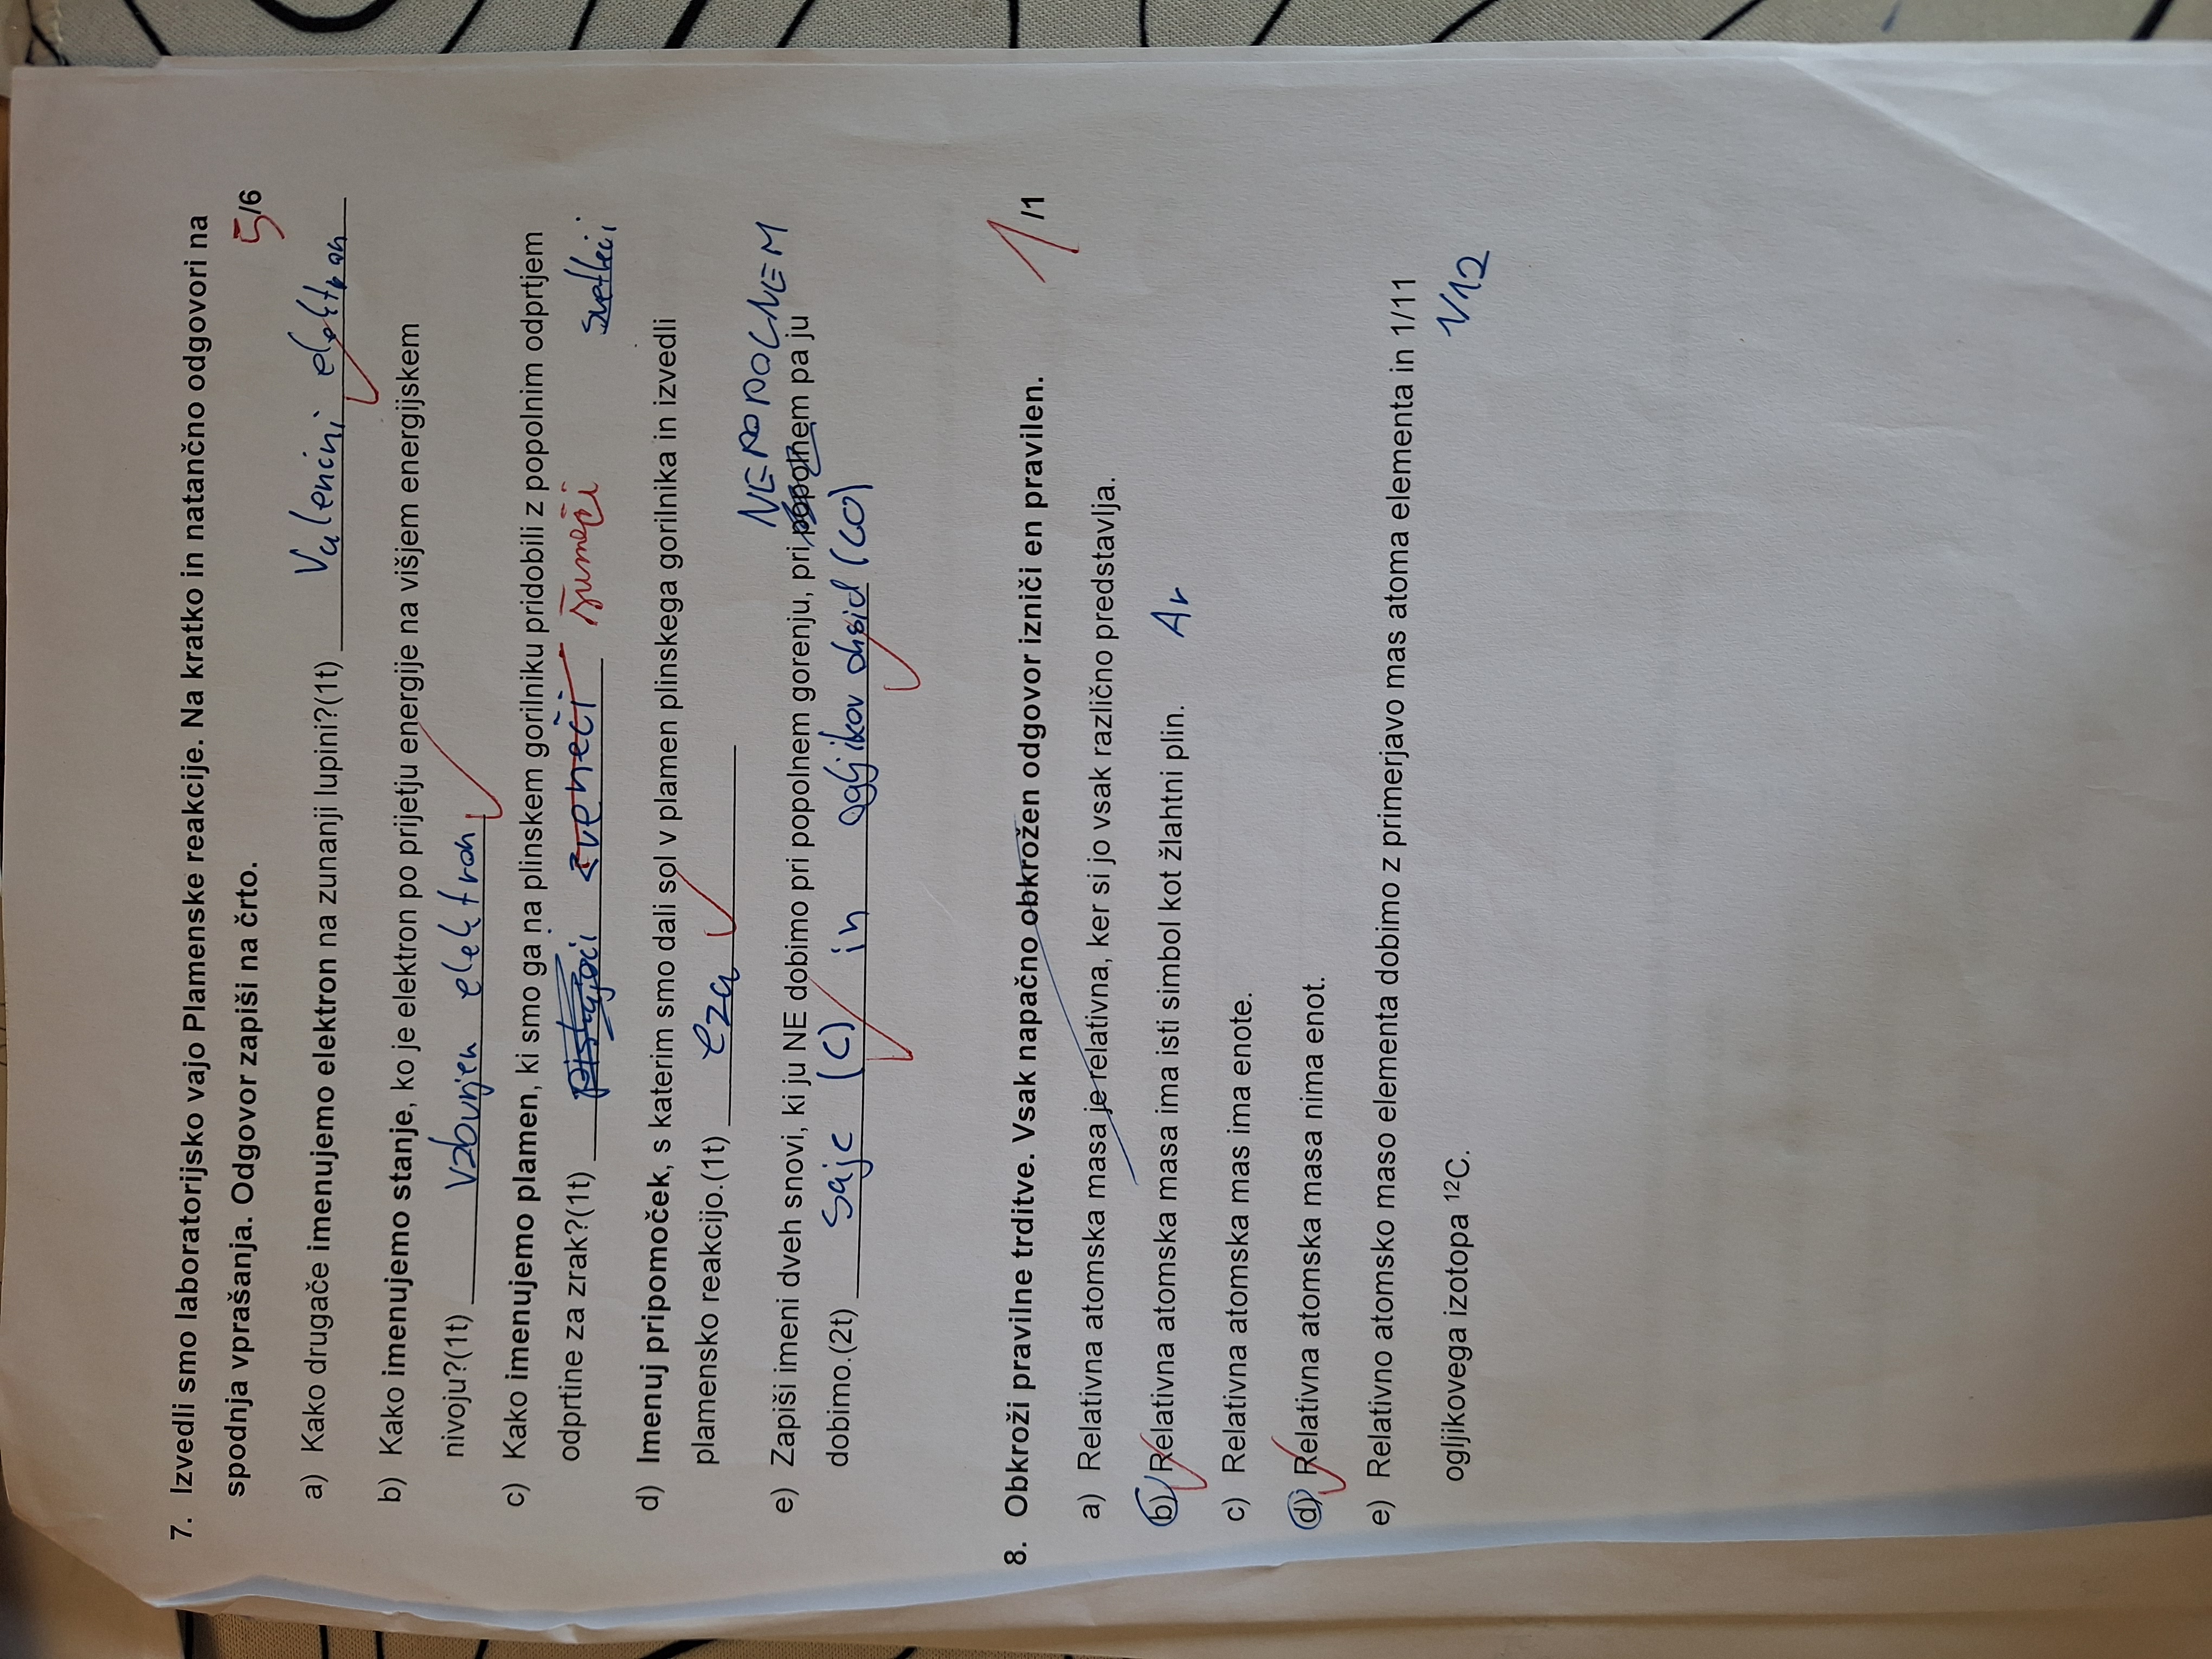 7. Izvedli smo laboratorijsko vajo Plamenske reakcije. Na kratko in natančno odgovori na
spodnja vprašanja. Odgovor zapiši na črto. 5/6
a) Kako drugače imenujemo elektron na zunanji lupini?(1t) Valencni elektron
b) Kako imenujemo stanje, ko je elektron po prijetju energije na višjem energijskem
nivoju?(1t) vzburjen elektron
c) Kako imenujemo plamen, ki smo ga na plinskem gorilniku pridobili z popolnim odprtjem
odprtine za zrak?(1t) zveneči šumeči svetleči
d) Imenuj pripomoček, s katerim smo dali sol v plamen plinskega gorilnika in izvedli
plamensko reakcijo.(1t) eza
NEPOPOLNEM
e) Zapiši imeni dveh snovi, ki ju NE dobimo pri popolnem gorenju, pri popolnem pa ju
dobimo.(2t) saje (C) in ogljikov oksid (CO)
8. Obkroži pravilne trditve. Vsak napačno obkrožen odgovor izniči en pravilen. 1/1
a) Relativna atomska masa je relativna, ker si jo vsak različno predstavlja.
b) Relativna atomska masa ima isti simbol kot žlahtni plin. Ar
c) Relativna atomska mas ima enote.
d) Relativna atomska masa nima enot.
e) Relativno atomsko maso elementa dobimo z primerjavo mas atoma elementa in 1/11
ogljikovega izotopa ¹²C. 1/12